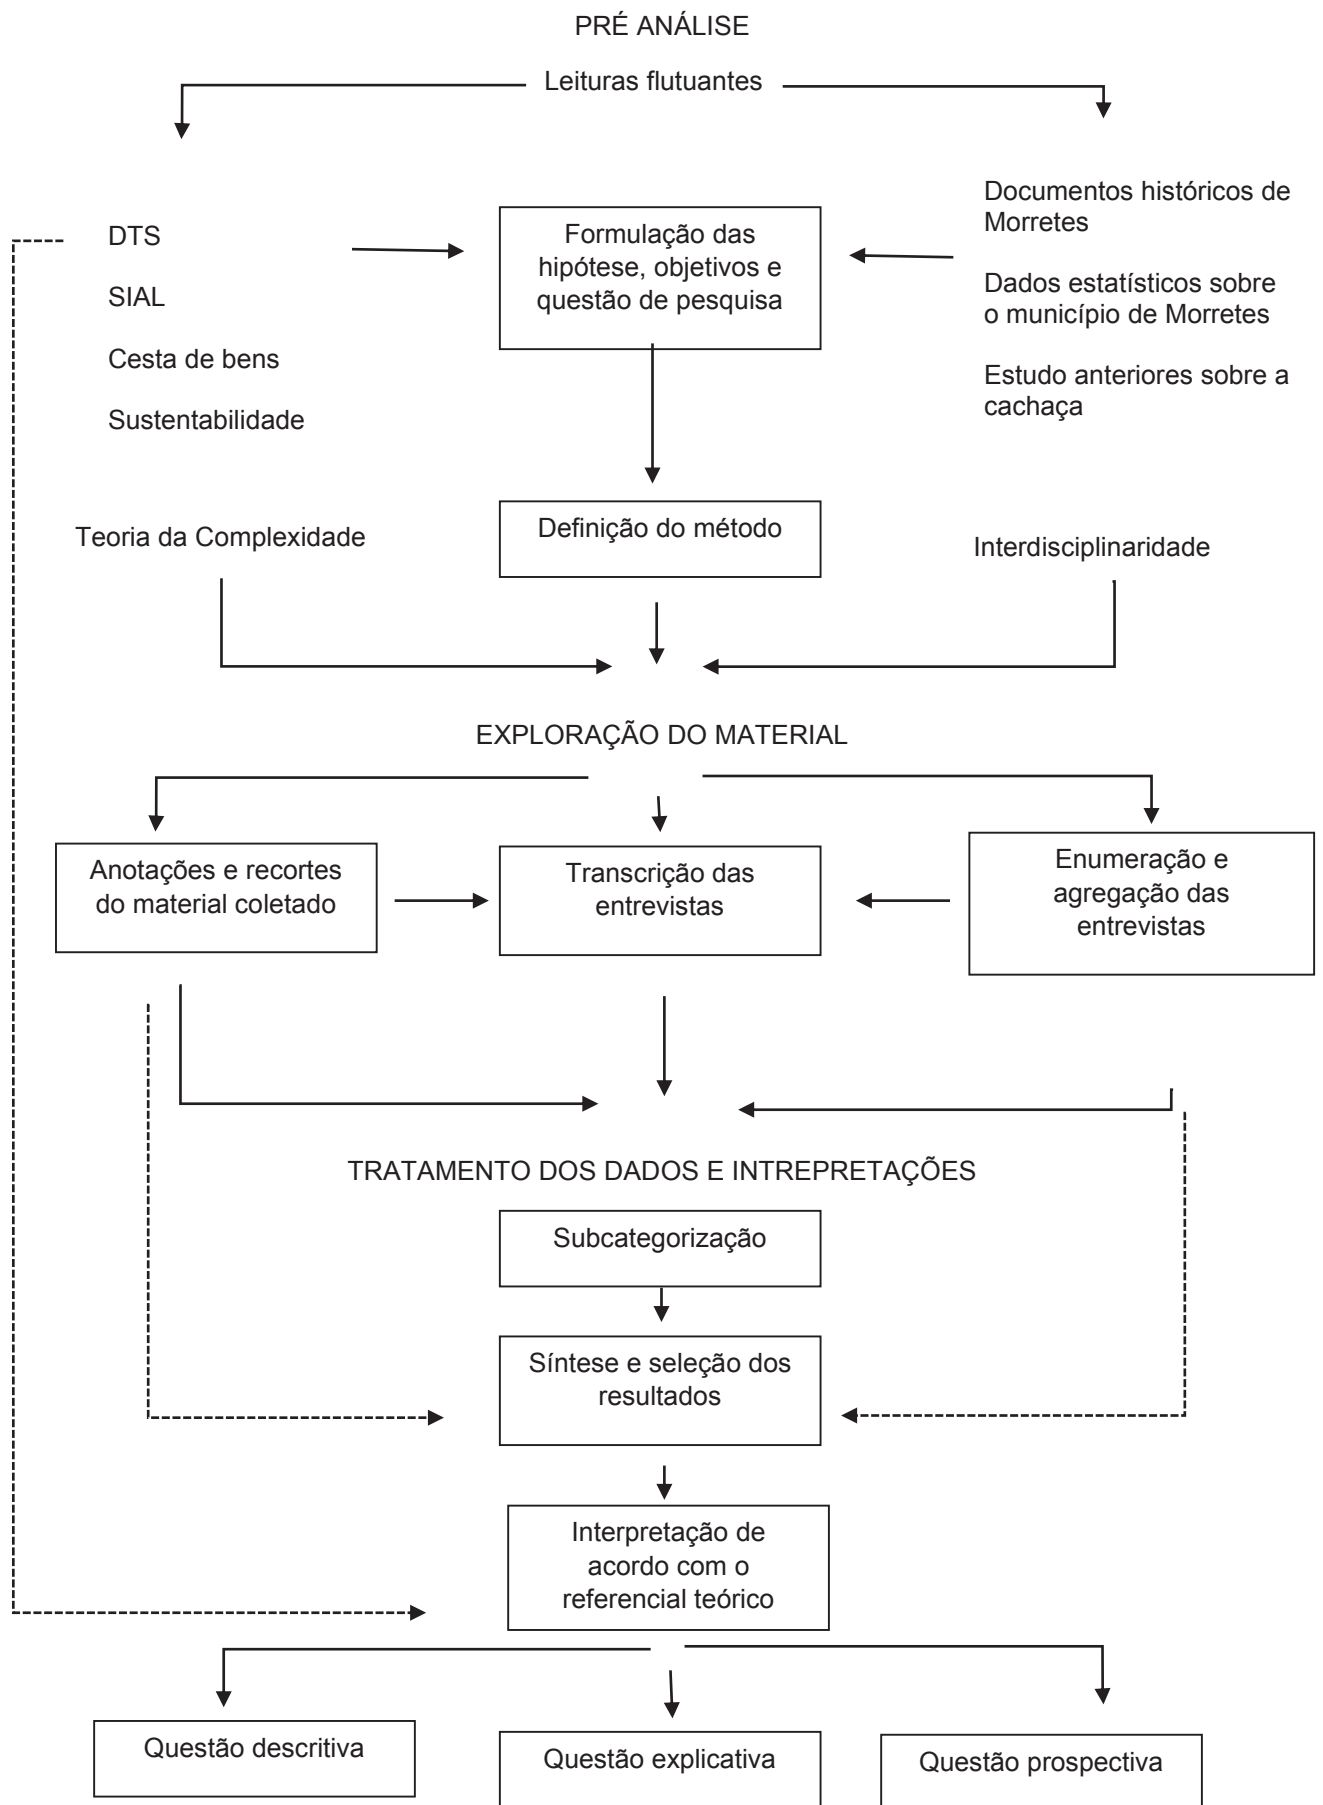 PRÉ ANÁLISE
Leituras flutuantes
DTS
SIAL
Cesta de bens
Sustentabilidade
Formulação das
hipótese, objetivos e
questão de pesquisa
Documentos históricos de
Morretes
Dados estatísticos sobre
o município de Morretes
Estudo anteriores sobre a
cachaça
Teoria da Complexidade
Definição do método
Interdisciplinaridade
EXPLORAÇÃO DO MATERIAL
Anotações e recortes
do material coletado
Transcrição das
entrevistas
Enumeração e
agregação das
entrevistas
TRATAMENTO DOS DADOS E INTREPRETAÇÕES
Subcategorização
Síntese e seleção dos
resultados
Interpretação de
acordo com o
referencial teórico
Questão descritiva
Questão explicativa
Questão prospectiva